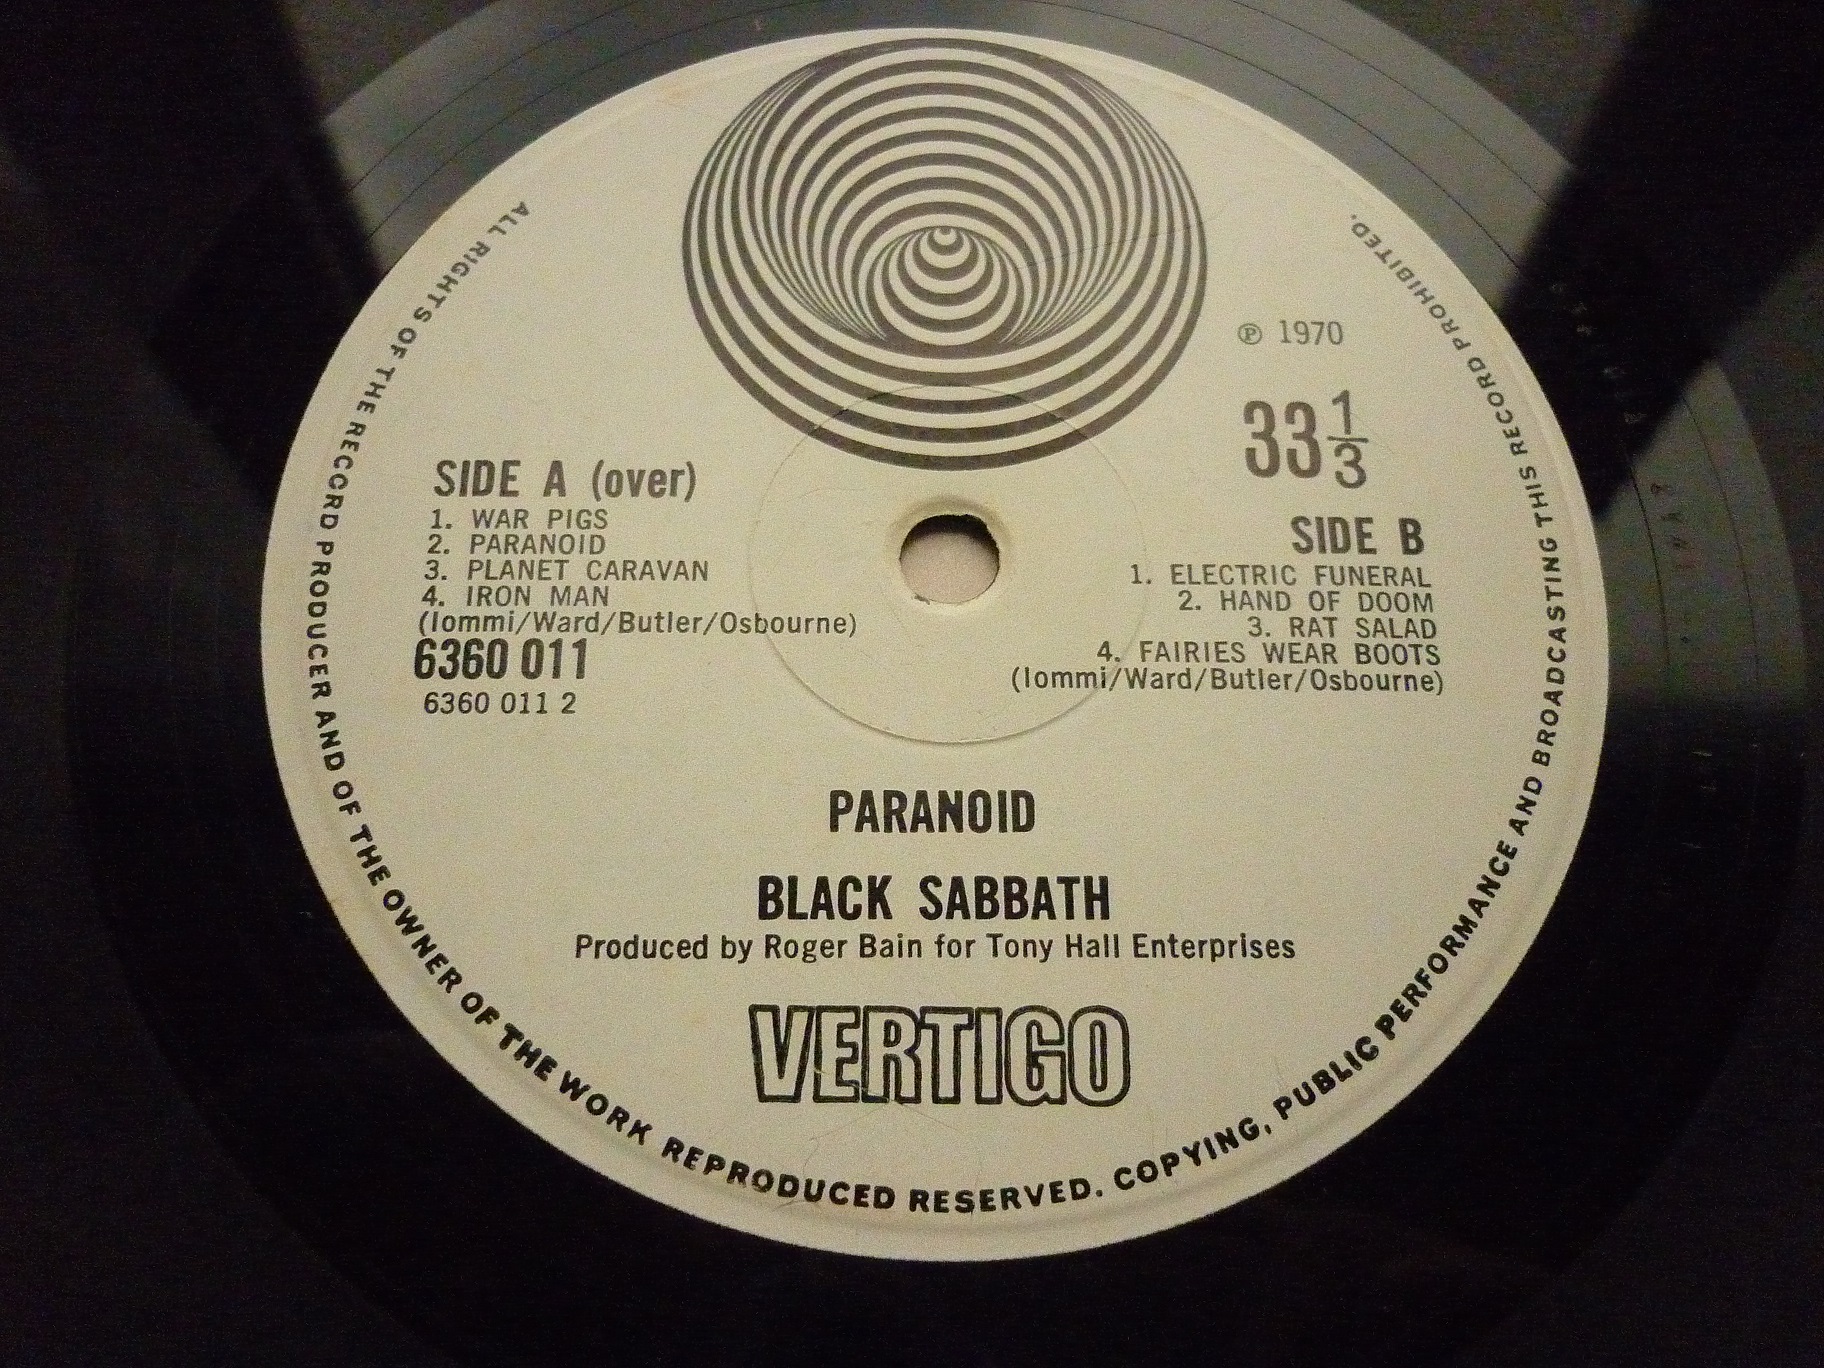 ALL RIGHTS OF THE RECORD PRODUCER AND OF THE OWNER OF THE WORK REPRODUCED RESERVED. COPYING, PUBLIC PERFORMANCE AND BROADCASTING THIS RECORD PROHIBITED.
℗ 1970
33 1/3
SIDE A (over)
1. WAR PIGS
2. PARANOID
3. PLANET CARAVAN
4. IRON MAN
(Iommi/Ward/Butler/Osbourne)
6360 011
6360 011 2
SIDE B
1. ELECTRIC FUNERAL
2. HAND OF DOOM
3. RAT SALAD
4. FAIRIES WEAR BOOTS
(Iommi/Ward/Butler/Osbourne)
PARANOID
BLACK SABBATH
Produced by Roger Bain for Tony Hall Enterprises
VERTIGO